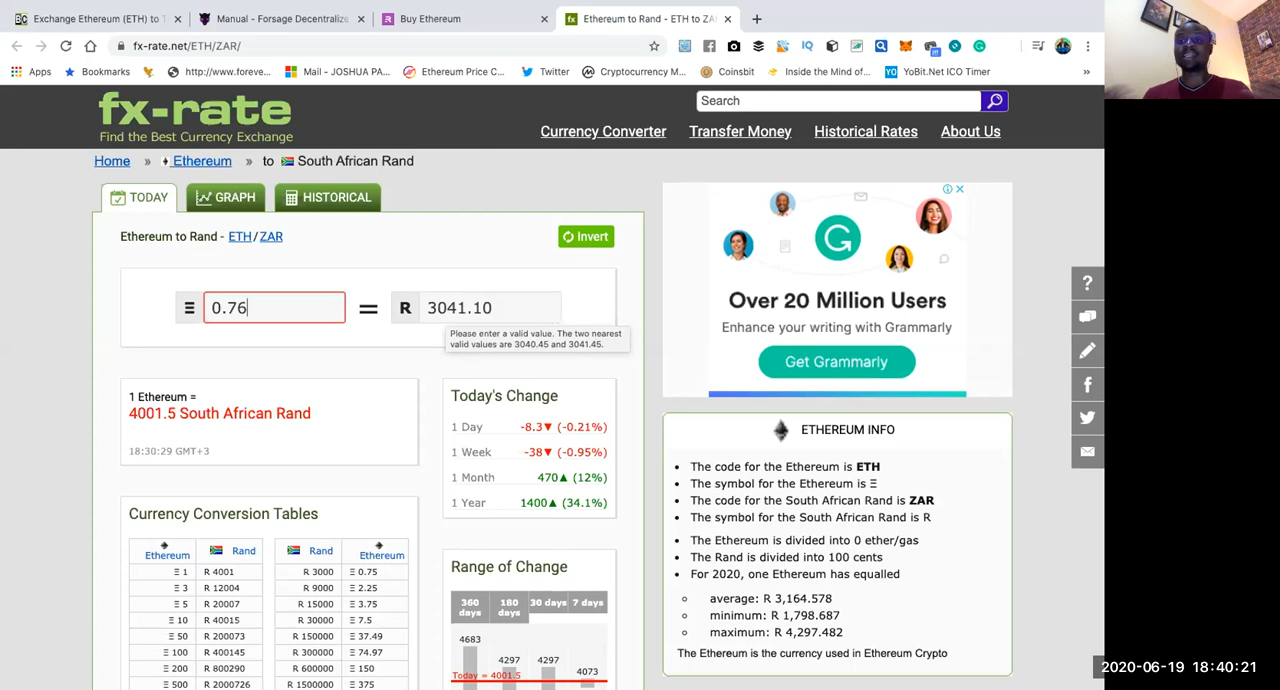 Exchange Ethereum (ETH) to T
Manual - Forsage Decentralize
Buy Ethereum
Ethereum to Rand - ETH to ZA
fx-rate.net/ETH/ZAR/
Apps
Bookmarks
http://www.foreve...
Mail - JOSHUA PA...
Ethereum Price C...
Twitter
Cryptocurrency M...
Coinsbit
Inside the Mind of...
YoBit.Net ICO Timer
»
fx-rate
Find the Best Currency Exchange
Search
Currency Converter
Transfer Money
Historical Rates
About Us
Home » Ethereum » to South African Rand
TODAY
GRAPH
HISTORICAL
Ethereum to Rand - ETH/ZAR
Invert
Ξ 0.76 = R 3041.10
Please enter a valid value. The two nearest
valid values are 3040.45 and 3041.45.
1 Ethereum =
4001.5 South African Rand
18:30:29 GMT+3
Today's Change
1 Day -8.3▼ (-0.21%)
1 Week -38▼ (-0.95%)
1 Month 470▲ (12%)
1 Year 1400▲ (34.1%)
Currency Conversion Tables
Ethereum Rand
Ξ 1 R 4001
Ξ 3 R 12004
Ξ 5 R 20007
Ξ 10 R 40015
Ξ 50 R 200073
Ξ 100 R 400145
Ξ 200 R 800290
Ξ 500 R 2000726
Rand Ethereum
R 3000 Ξ 0.75
R 9000 Ξ 2.25
R 15000 Ξ 3.75
R 30000 Ξ 7.5
R 150000 Ξ 37.49
R 300000 Ξ 74.97
R 600000 Ξ 150
R 1500000 Ξ 375
Range of Change
360 days
180 days
30 days
7 days
4683
4297
4297
4073
Today = 4001.5
Over 20 Million Users
Enhance your writing with Grammarly
Get Grammarly
ETHEREUM INFO
• The code for the Ethereum is ETH
• The symbol for the Ethereum is Ξ
• The code for the South African Rand is ZAR
• The symbol for the South African Rand is R
• The Ethereum is divided into 0 ether/gas
• The Rand is divided into 100 cents
• For 2020, one Ethereum has equalled
average: R 3,164.578
minimum: R 1,798.687
maximum: R 4,297.482
The Ethereum is the currency used in Ethereum Crypto
2020-06-19 18:40:21